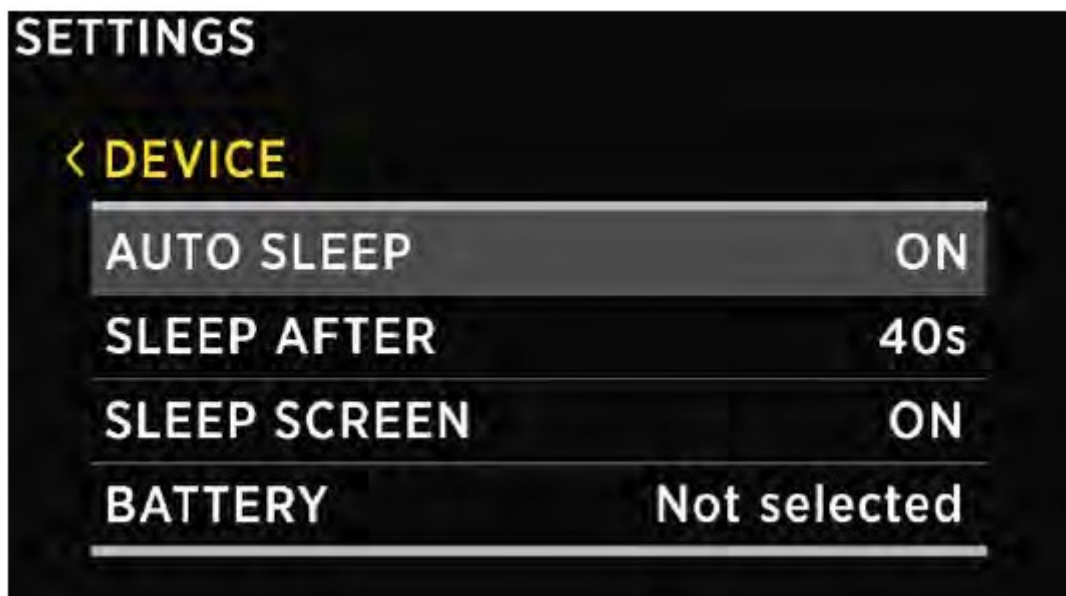 SETTINGS
< DEVICE
AUTO SLEEP ON
SLEEP AFTER 40s
SLEEP SCREEN ON
BATTERY Not selected